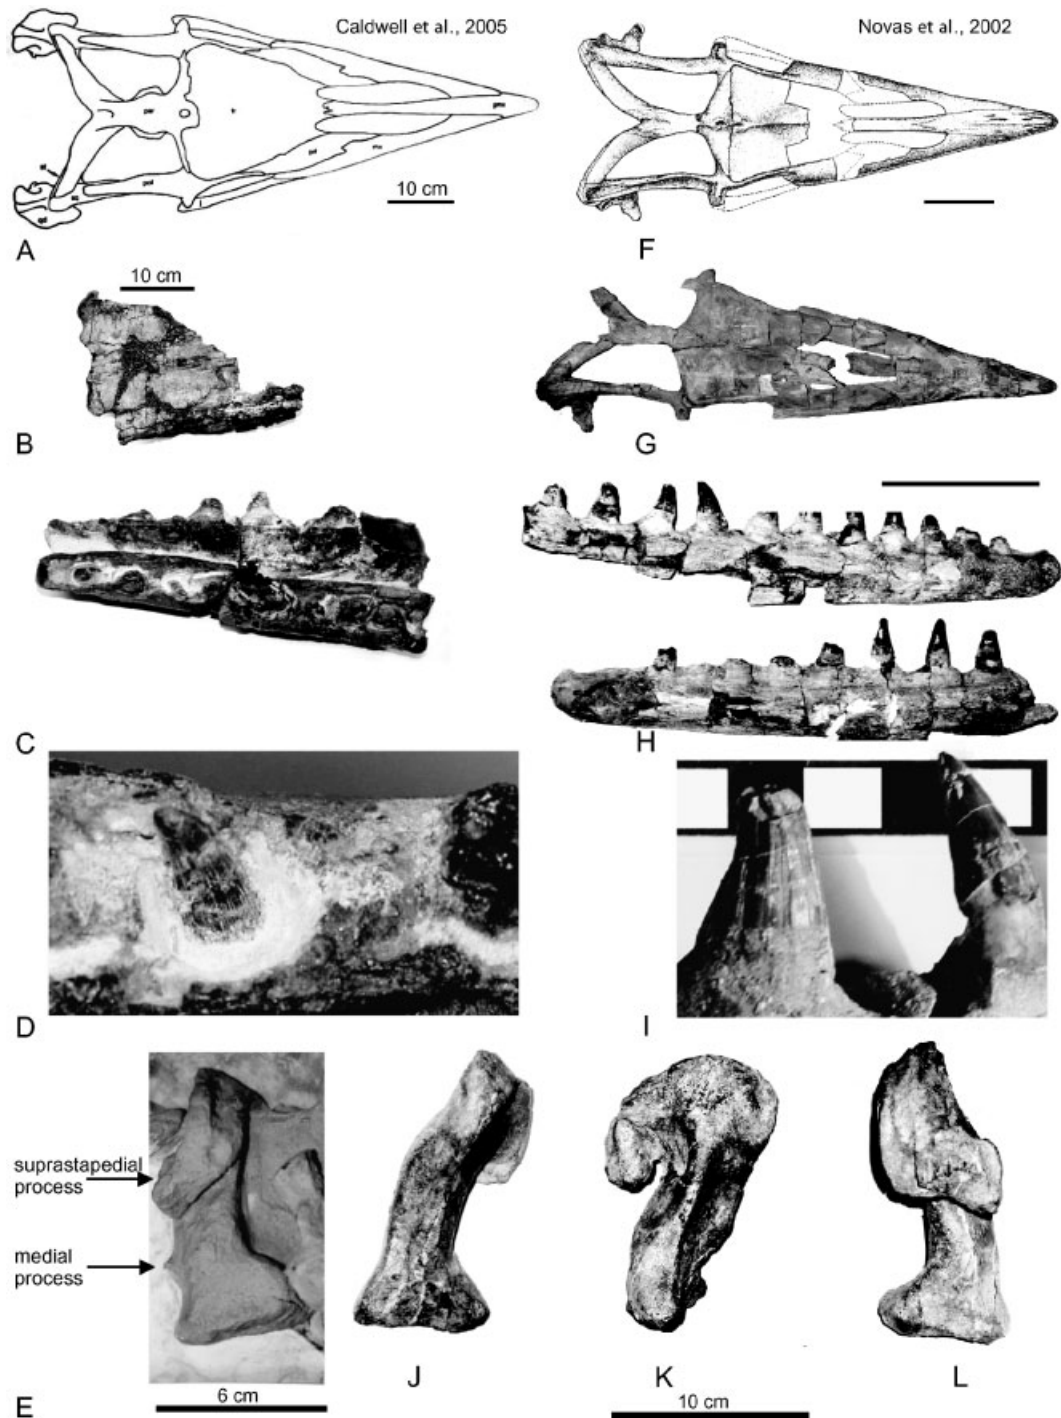 Caldwell et al., 2005
Novas et al., 2002
10 cm
A
F
10 cm
B
G
C
H
D
I
suprastapedial
process
medial
process
J
K
L
E
6 cm
10 cm